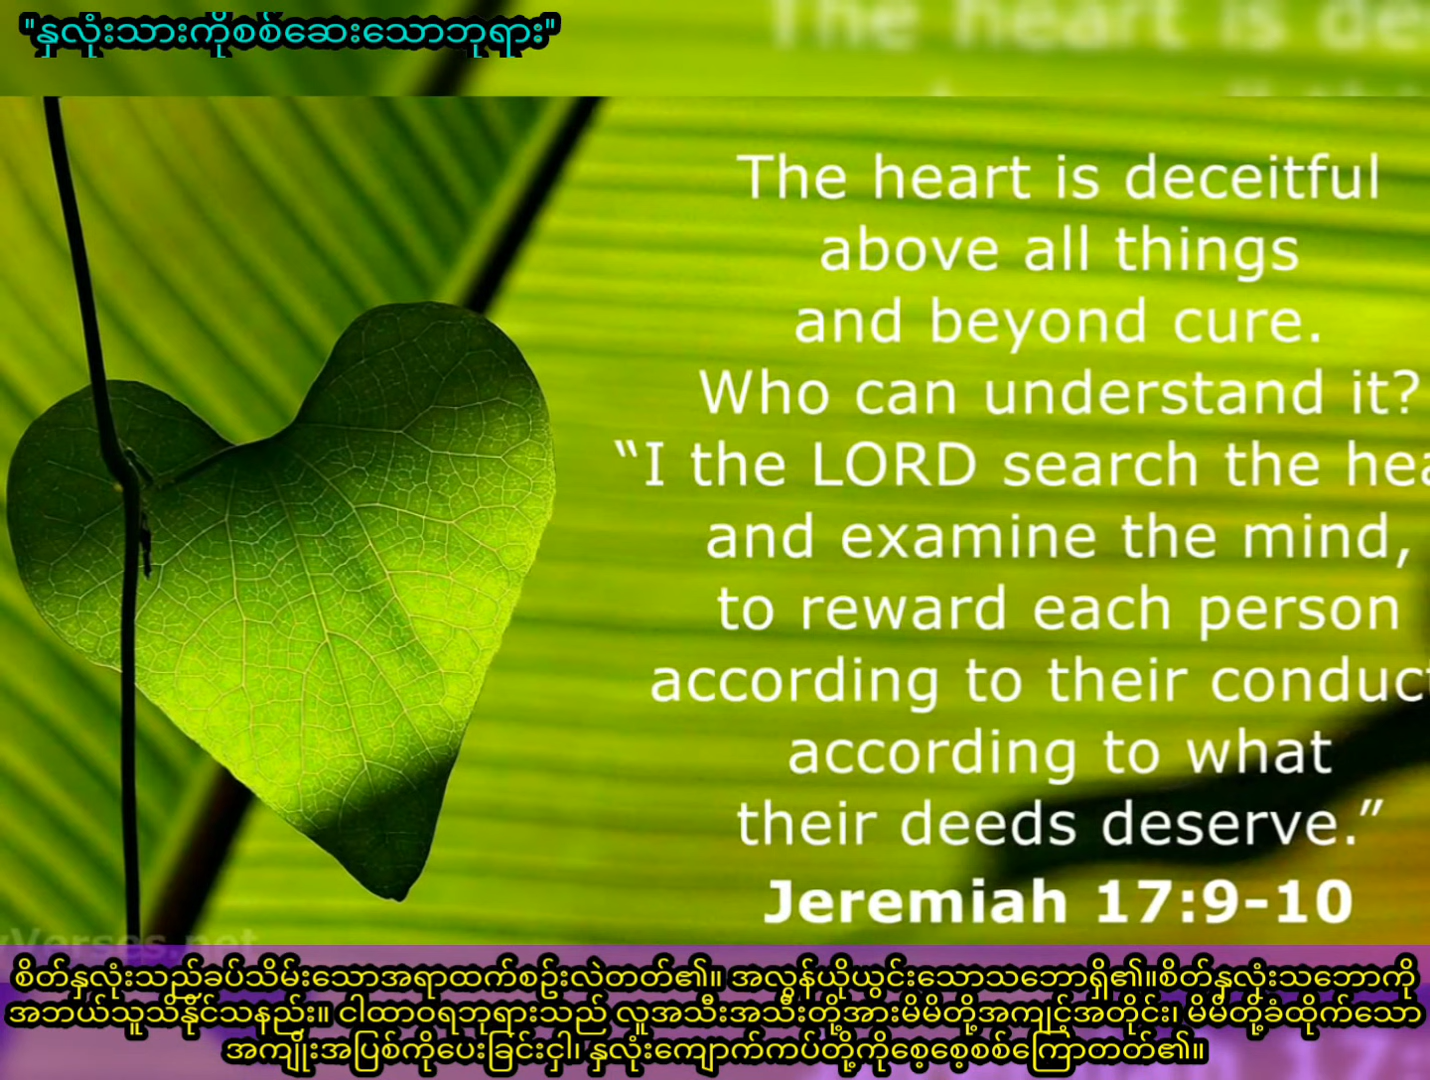 "နှလုံးသားကိုစစ်ဆေးသောဘုရား"
The heart is de
The heart is deceitful
above all things
and beyond cure.
Who can understand it?
“I the LORD search the hea
and examine the mind,
to reward each person
according to their conduct
according to what
their deeds deserve.”
Jeremiah 17:9-10
yVerses.net
စိတ်နှလုံးသည်ခပ်သိမ်းသောအရာထက်စဥ်းလဲတတ်၏။ အလွန်ယိုယွင်းသောသဘောရှိ၏။စိတ်နှလုံးသဘောကို
အဘယ်သူသိနိုင်သနည်း။ ငါထာဝရဘုရားသည် လူအသီးအသီးတို့အားမိမိတို့အကျင့်အတိုင်း၊ မိမိတို့ခံထိုက်သော
အကျိုးအပြစ်ကိုပေးခြင်းငှါ၊ နှလုံးကျောက်ကပ်တို့ကိုစေ့စေ့စစ်ကြောတတ်၏။